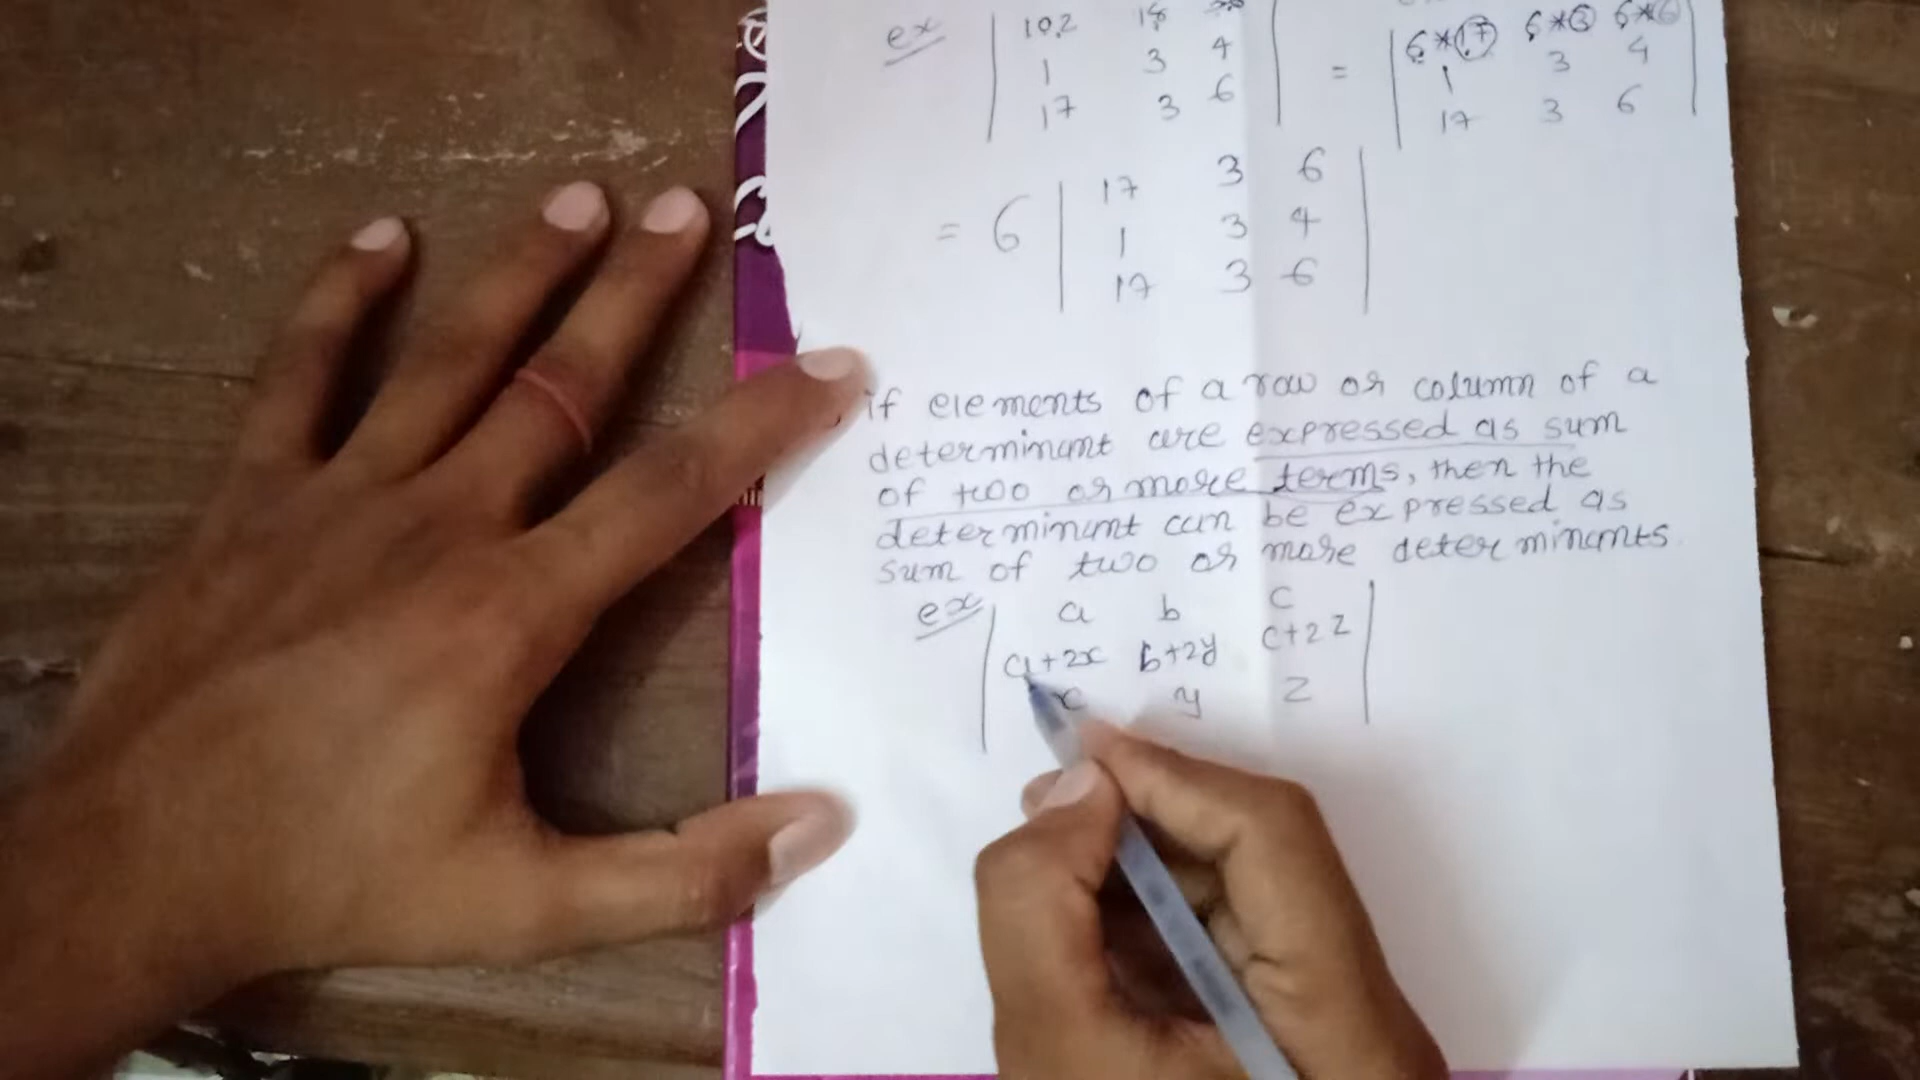 ex | 102 18 | = | 6*17 6*3 6*6 |
| 1 3 4 | | 1 3 4 |
| 17 3 6 | | 17 3 6 |
= 6 | 17 3 6 |
| 1 3 4 |
| 17 3 6 |
if elements of a row or column of a
determinant are expressed as sum
of two or more terms, then the
determinant can be expressed as
sum of two or more determinants.
ex | a b c |
| a+2x b+2y c+2z |
| x y z |